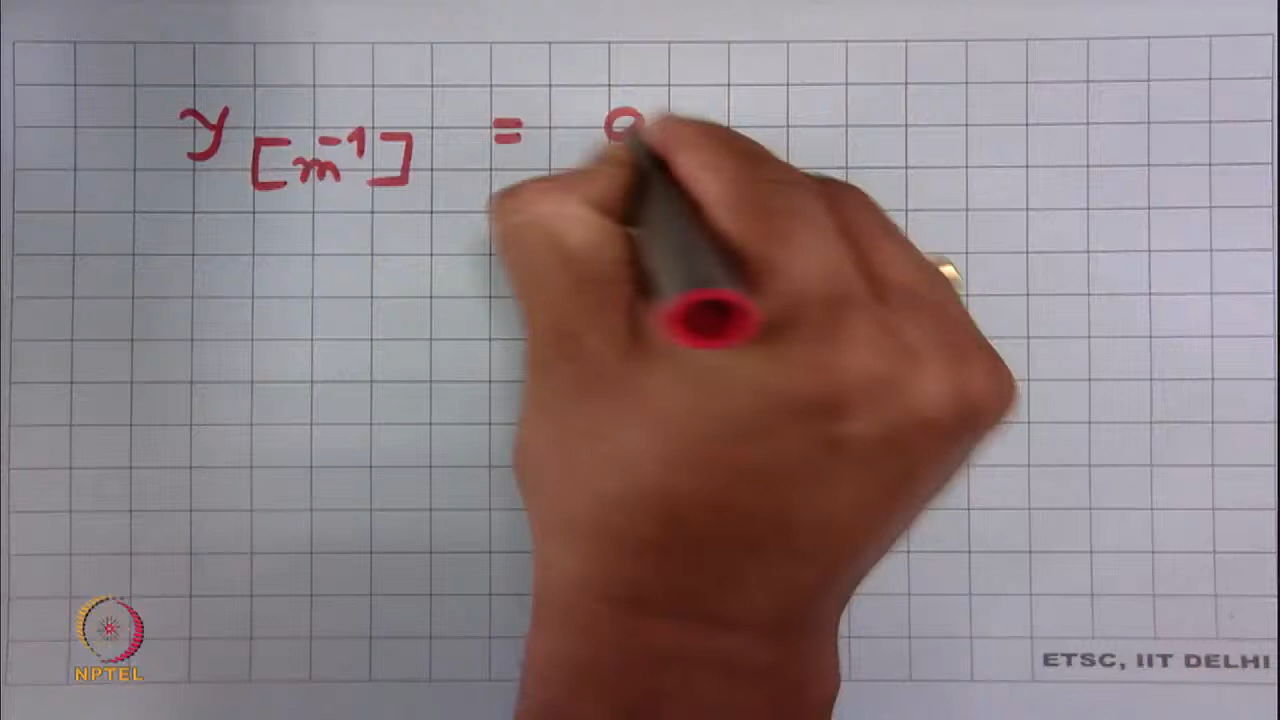 y [m⁻¹] = 0
NPTEL
ETSC, IIT DELHI